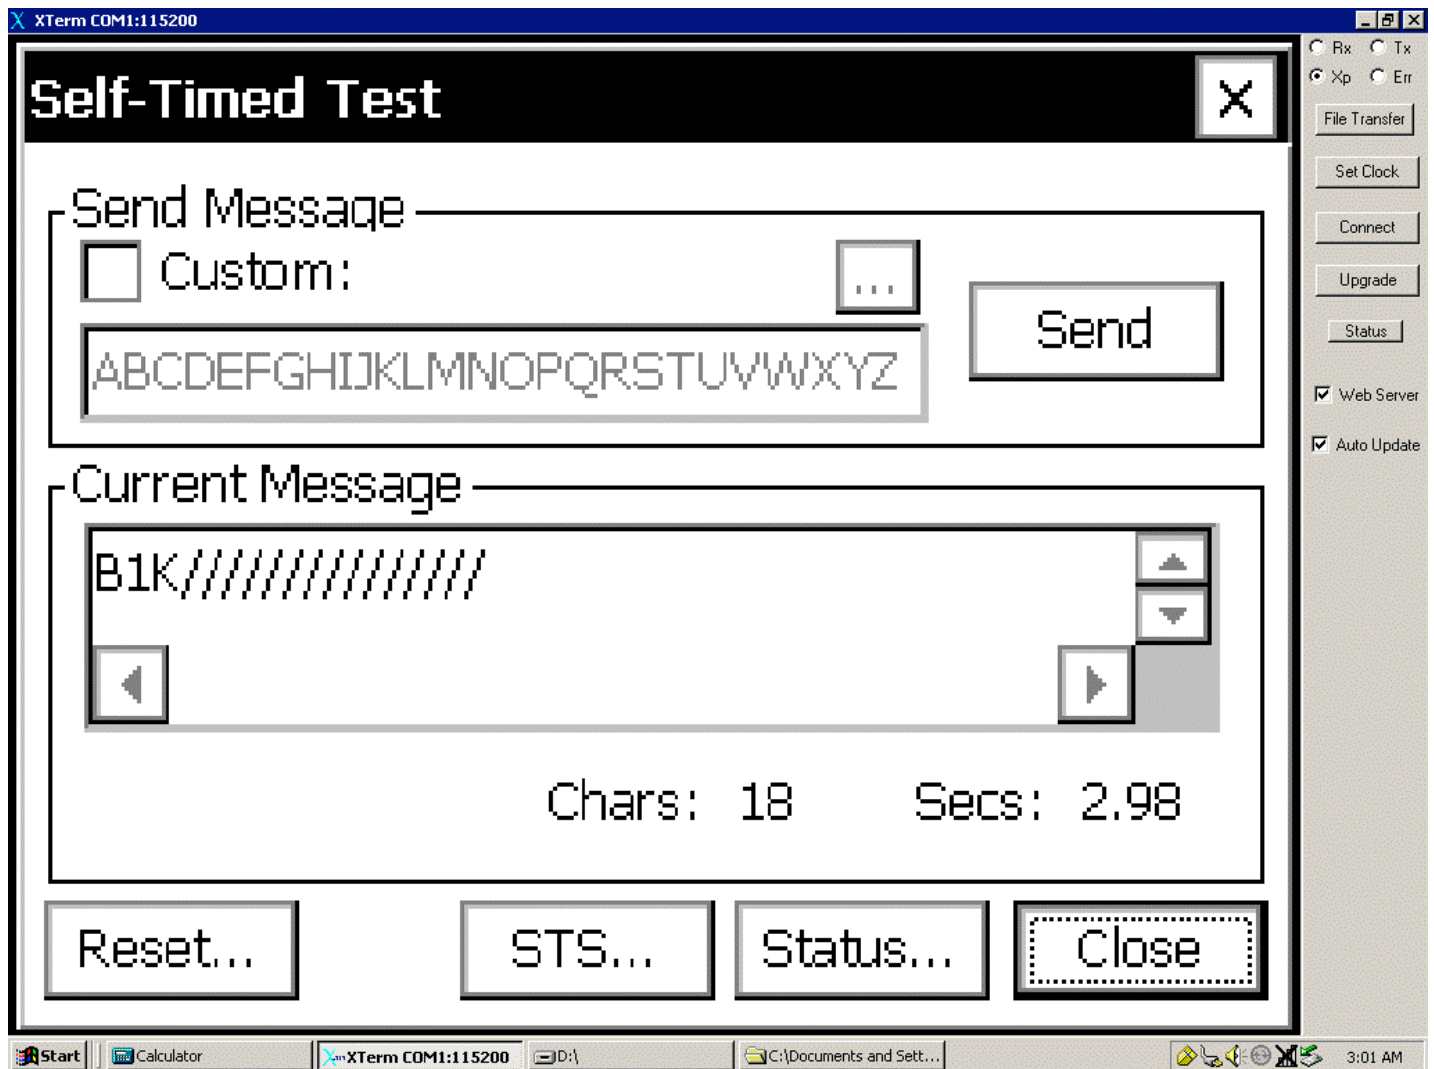 XTerm COM1:115200
Self-Timed Test
Rx Tx
Xp Err
File Transfer
Set Clock
Connect
Upgrade
Status
Web Server
Auto Update
Send Message
Custom:
...
ABCDEFGHIJKLMNOPQRSTUVWXYZ
Send
Current Message
B1K///////////////
Chars: 18 Secs: 2.98
Reset... STS... Status... Close
Start Calculator XTerm COM1:115200 D:\ C:\Documents and Sett... 3:01 AM